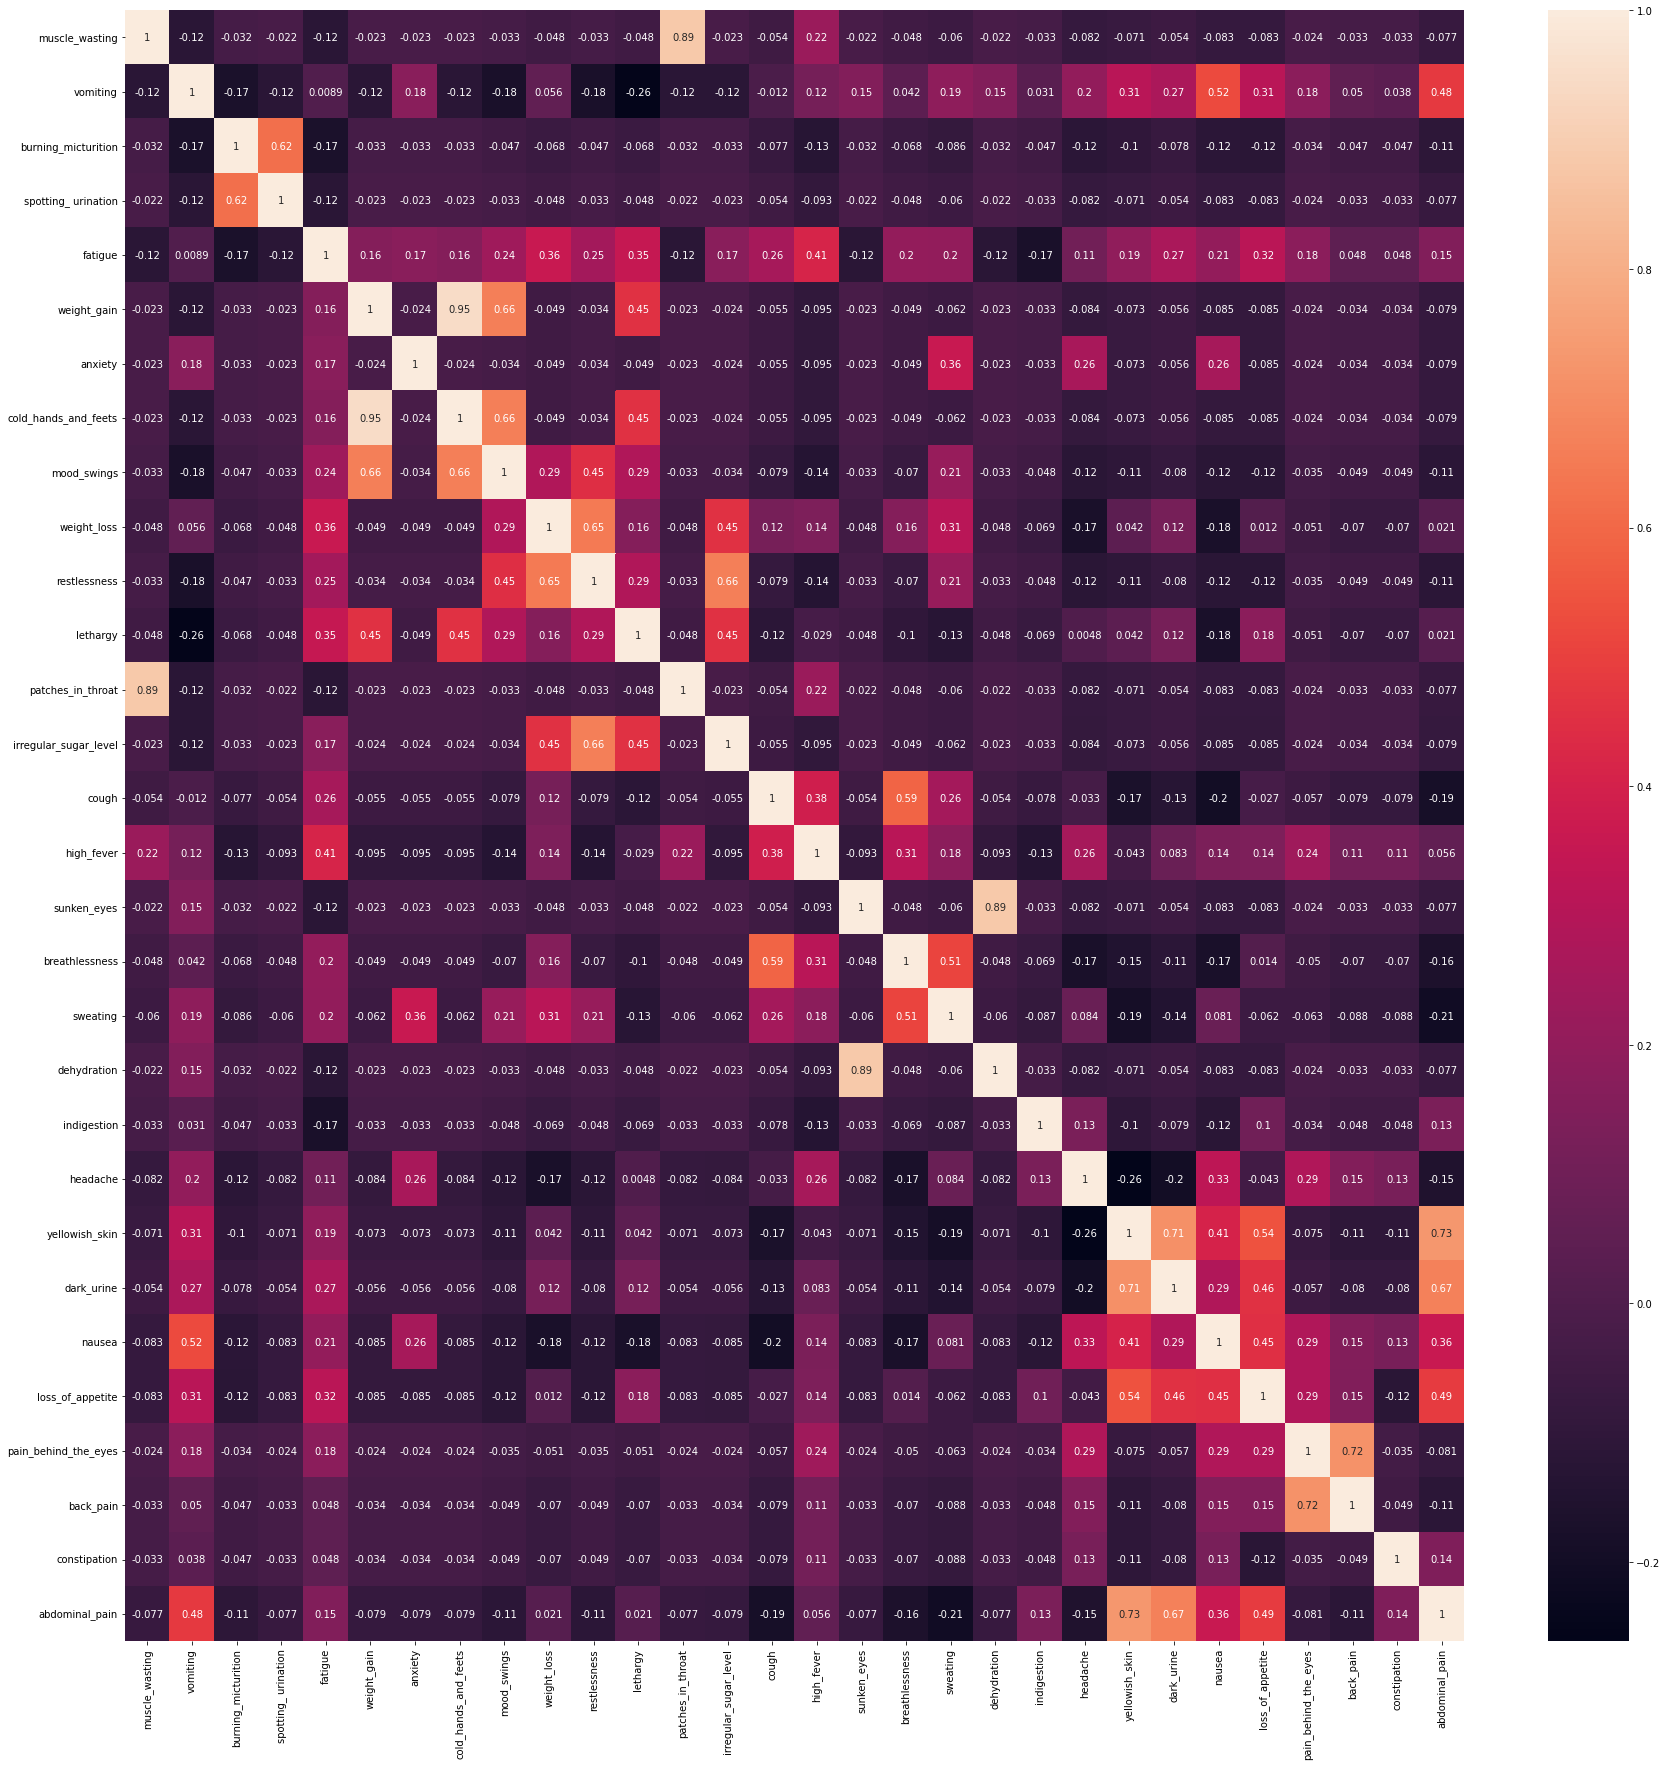 muscle_wasting 1 -0.12 -0.032 -0.022 -0.12 -0.023 -0.023 -0.023 -0.033 -0.048 -0.033 -0.048 0.89 -0.023 -0.054 0.22 -0.022 -0.048 -0.06 -0.022 -0.033 -0.082 -0.071 -0.054 -0.083 -0.083 -0.024 -0.033 -0.033 -0.077 1.0
vomiting -0.12 1 -0.17 -0.12 0.0089 -0.12 0.18 -0.12 -0.18 0.056 -0.18 -0.26 -0.12 -0.12 -0.012 0.12 0.15 0.042 0.19 0.15 0.031 0.2 0.31 0.27 0.52 0.31 0.18 0.05 0.038 0.48
burning_micturition -0.032 -0.17 1 0.62 -0.17 -0.033 -0.033 -0.033 -0.047 -0.068 -0.047 -0.068 -0.032 -0.033 -0.077 -0.13 -0.032 -0.068 -0.086 -0.032 -0.047 -0.12 -0.1 -0.078 -0.12 -0.12 -0.034 -0.047 -0.047 -0.11
spotting_ urination -0.022 -0.12 0.62 1 -0.12 -0.023 -0.023 -0.023 -0.033 -0.048 -0.033 -0.048 -0.022 -0.023 -0.054 -0.093 -0.022 -0.048 -0.06 -0.022 -0.033 -0.082 -0.071 -0.054 -0.083 -0.083 -0.024 -0.033 -0.033 -0.077
fatigue -0.12 0.0089 -0.17 -0.12 1 0.16 0.17 0.16 0.24 0.36 0.25 0.35 -0.12 0.17 0.26 0.41 -0.12 0.2 0.2 -0.12 -0.17 0.11 0.19 0.27 0.21 0.32 0.18 0.048 0.048 0.15 0.8
weight_gain -0.023 -0.12 -0.033 -0.023 0.16 1 -0.024 0.95 0.66 -0.049 -0.034 0.45 -0.023 -0.024 -0.055 -0.095 -0.023 -0.049 -0.062 -0.023 -0.033 -0.084 -0.073 -0.056 -0.085 -0.085 -0.024 -0.034 -0.034 -0.079
anxiety -0.023 0.18 -0.033 -0.023 0.17 -0.024 1 -0.024 -0.034 -0.049 -0.034 -0.049 -0.023 -0.024 -0.055 -0.095 -0.023 -0.049 0.36 -0.023 -0.033 0.26 -0.073 -0.056 0.26 -0.085 -0.024 -0.034 -0.034 -0.079
cold_hands_and_feets -0.023 -0.12 -0.033 -0.023 0.16 0.95 -0.024 1 0.66 -0.049 -0.034 0.45 -0.023 -0.024 -0.055 -0.095 -0.023 -0.049 -0.062 -0.023 -0.033 -0.084 -0.073 -0.056 -0.085 -0.085 -0.024 -0.034 -0.034 -0.079
mood_swings -0.033 -0.18 -0.047 -0.033 0.24 0.66 -0.034 0.66 1 0.29 0.45 0.29 -0.033 -0.034 -0.079 -0.14 -0.033 -0.07 0.21 -0.033 -0.048 -0.12 -0.11 -0.08 -0.12 -0.12 -0.035 -0.049 -0.049 -0.11
weight_loss -0.048 0.056 -0.068 -0.048 0.36 -0.049 -0.049 -0.049 0.29 1 0.65 0.16 -0.048 0.45 0.12 0.14 -0.048 0.16 0.31 -0.048 -0.069 -0.17 0.042 0.12 -0.18 0.012 -0.051 -0.07 -0.07 0.021 0.6
restlessness -0.033 -0.18 -0.047 -0.033 0.25 -0.034 -0.034 -0.034 0.45 0.65 1 0.29 -0.033 0.66 -0.079 -0.14 -0.033 -0.07 0.21 -0.033 -0.048 -0.12 -0.11 -0.08 -0.12 -0.12 -0.035 -0.049 -0.049 -0.11
lethargy -0.048 -0.26 -0.068 -0.048 0.35 0.45 -0.049 0.45 0.29 0.16 0.29 1 -0.048 0.45 -0.12 -0.029 -0.048 -0.1 -0.13 -0.048 -0.069 0.0048 0.042 0.12 -0.18 0.18 -0.051 -0.07 -0.07 0.021
patches_in_throat 0.89 -0.12 -0.032 -0.022 -0.12 -0.023 -0.023 -0.023 -0.033 -0.048 -0.033 -0.048 1 -0.023 -0.054 0.22 -0.022 -0.048 -0.06 -0.022 -0.033 -0.082 -0.071 -0.054 -0.083 -0.083 -0.024 -0.033 -0.033 -0.077
irregular_sugar_level -0.023 -0.12 -0.033 -0.023 0.17 -0.024 -0.024 -0.024 -0.034 0.45 0.66 0.45 -0.023 1 -0.055 -0.095 -0.023 -0.049 -0.062 -0.023 -0.033 -0.084 -0.073 -0.056 -0.085 -0.085 -0.024 -0.034 -0.034 -0.079
cough -0.054 -0.012 -0.077 -0.054 0.26 -0.055 -0.055 -0.055 -0.079 0.12 -0.079 -0.12 -0.054 -0.055 1 0.38 -0.054 0.59 0.26 -0.054 -0.078 -0.033 -0.17 -0.13 -0.2 -0.027 -0.057 -0.079 -0.079 -0.19 0.4
high_fever 0.22 0.12 -0.13 -0.093 0.41 -0.095 -0.095 -0.095 -0.14 0.14 -0.14 -0.029 0.22 -0.095 0.38 1 -0.093 0.31 0.18 -0.093 -0.13 0.26 -0.043 0.083 0.14 0.14 0.24 0.11 0.11 0.056
sunken_eyes -0.022 0.15 -0.032 -0.022 -0.12 -0.023 -0.023 -0.023 -0.033 -0.048 -0.033 -0.048 -0.022 -0.023 -0.054 -0.093 1 -0.048 -0.06 0.89 -0.033 -0.082 -0.071 -0.054 -0.083 -0.083 -0.024 -0.033 -0.033 -0.077
breathlessness -0.048 0.042 -0.068 -0.048 0.2 -0.049 -0.049 -0.049 -0.07 0.16 -0.07 -0.1 -0.048 -0.049 0.59 0.31 -0.048 1 0.51 -0.048 -0.069 -0.17 -0.15 -0.11 -0.17 0.014 -0.05 -0.07 -0.07 -0.16
sweating -0.06 0.19 -0.086 -0.06 0.2 -0.062 0.36 -0.062 0.21 0.31 0.21 -0.13 -0.06 -0.062 0.26 0.18 -0.06 0.51 1 -0.06 -0.087 0.084 -0.19 -0.14 0.081 -0.062 -0.063 -0.088 -0.088 -0.21
dehydration -0.022 0.15 -0.032 -0.022 -0.12 -0.023 -0.023 -0.023 -0.033 -0.048 -0.033 -0.048 -0.022 -0.023 -0.054 -0.093 0.89 -0.048 -0.06 1 -0.033 -0.082 -0.071 -0.054 -0.083 -0.083 -0.024 -0.033 -0.033 -0.077 0.2
indigestion -0.033 0.031 -0.047 -0.033 -0.17 -0.033 -0.033 -0.033 -0.048 -0.069 -0.048 -0.069 -0.033 -0.033 -0.078 -0.13 -0.033 -0.069 -0.087 -0.033 1 0.13 -0.1 -0.079 -0.12 0.1 -0.034 -0.048 -0.048 0.13
headache -0.082 0.2 -0.12 -0.082 0.11 -0.084 0.26 -0.084 -0.12 -0.17 -0.12 0.0048 -0.082 -0.084 -0.033 0.26 -0.082 -0.17 0.084 -0.082 0.13 1 -0.26 -0.2 0.33 -0.043 0.29 0.15 0.13 -0.15
yellowish_skin -0.071 0.31 -0.1 -0.071 0.19 -0.073 -0.073 -0.073 -0.11 0.042 -0.11 0.042 -0.071 -0.073 -0.17 -0.043 -0.071 -0.15 -0.19 -0.071 -0.1 -0.26 1 0.71 0.41 0.54 -0.075 -0.11 -0.11 0.73
dark_urine -0.054 0.27 -0.078 -0.054 0.27 -0.056 -0.056 -0.056 -0.08 0.12 -0.08 0.12 -0.054 -0.056 -0.13 0.083 -0.054 -0.11 -0.14 -0.054 -0.079 -0.2 0.71 1 0.29 0.46 -0.057 -0.08 -0.08 0.67 0.0
nausea -0.083 0.52 -0.12 -0.083 0.21 -0.085 0.26 -0.085 -0.12 -0.18 -0.12 -0.18 -0.083 -0.085 -0.2 0.14 -0.083 -0.17 0.081 -0.083 -0.12 0.33 0.41 0.29 1 0.45 0.29 0.15 0.13 0.36
loss_of_appetite -0.083 0.31 -0.12 -0.083 0.32 -0.085 -0.085 -0.085 -0.12 0.012 -0.12 0.18 -0.083 -0.085 -0.027 0.14 -0.083 0.014 -0.062 -0.083 0.1 -0.043 0.54 0.46 0.45 1 0.29 0.15 -0.12 0.49
pain_behind_the_eyes -0.024 0.18 -0.034 -0.024 0.18 -0.024 -0.024 -0.024 -0.035 -0.051 -0.035 -0.051 -0.024 -0.024 -0.057 0.24 -0.024 -0.05 -0.063 -0.024 -0.034 0.29 -0.075 -0.057 0.29 0.29 1 0.72 -0.035 -0.081
back_pain -0.033 0.05 -0.047 -0.033 0.048 -0.034 -0.034 -0.034 -0.049 -0.07 -0.049 -0.07 -0.033 -0.034 -0.079 0.11 -0.033 -0.07 -0.088 -0.033 -0.048 0.15 -0.11 -0.08 0.15 0.15 0.72 1 -0.049 -0.11
constipation -0.033 0.038 -0.047 -0.033 0.048 -0.034 -0.034 -0.034 -0.049 -0.07 -0.049 -0.07 -0.033 -0.034 -0.079 0.11 -0.033 -0.07 -0.088 -0.033 -0.048 0.13 -0.11 -0.08 0.13 -0.12 -0.035 -0.049 1 0.14 −0.2
abdominal_pain -0.077 0.48 -0.11 -0.077 0.15 -0.079 -0.079 -0.079 -0.11 0.021 -0.11 0.021 -0.077 -0.079 -0.19 0.056 -0.077 -0.16 -0.21 -0.077 0.13 -0.15 0.73 0.67 0.36 0.49 -0.081 -0.11 0.14 1
muscle_wasting
vomiting
burning_micturition
spotting_ urination
fatigue
weight_gain
anxiety
cold_hands_and_feets
mood_swings
weight_loss
restlessness
lethargy
patches_in_throat
irregular_sugar_level
cough
high_fever
sunken_eyes
breathlessness
sweating
dehydration
indigestion
headache
yellowish_skin
dark_urine
nausea
loss_of_appetite
pain_behind_the_eyes
back_pain
constipation
abdominal_pain